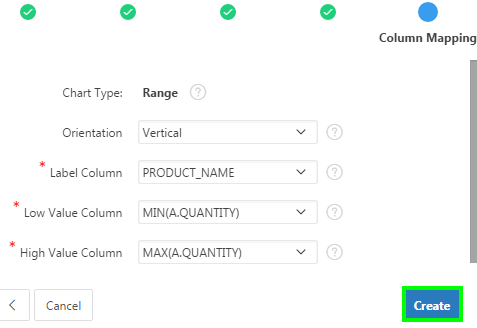 Column Mapping
Chart Type: Range ?
Orientation Vertical ?
* Label Column PRODUCT_NAME ?
* Low Value Column MIN(A.QUANTITY) ?
* High Value Column MAX(A.QUANTITY) ?
Cancel Create